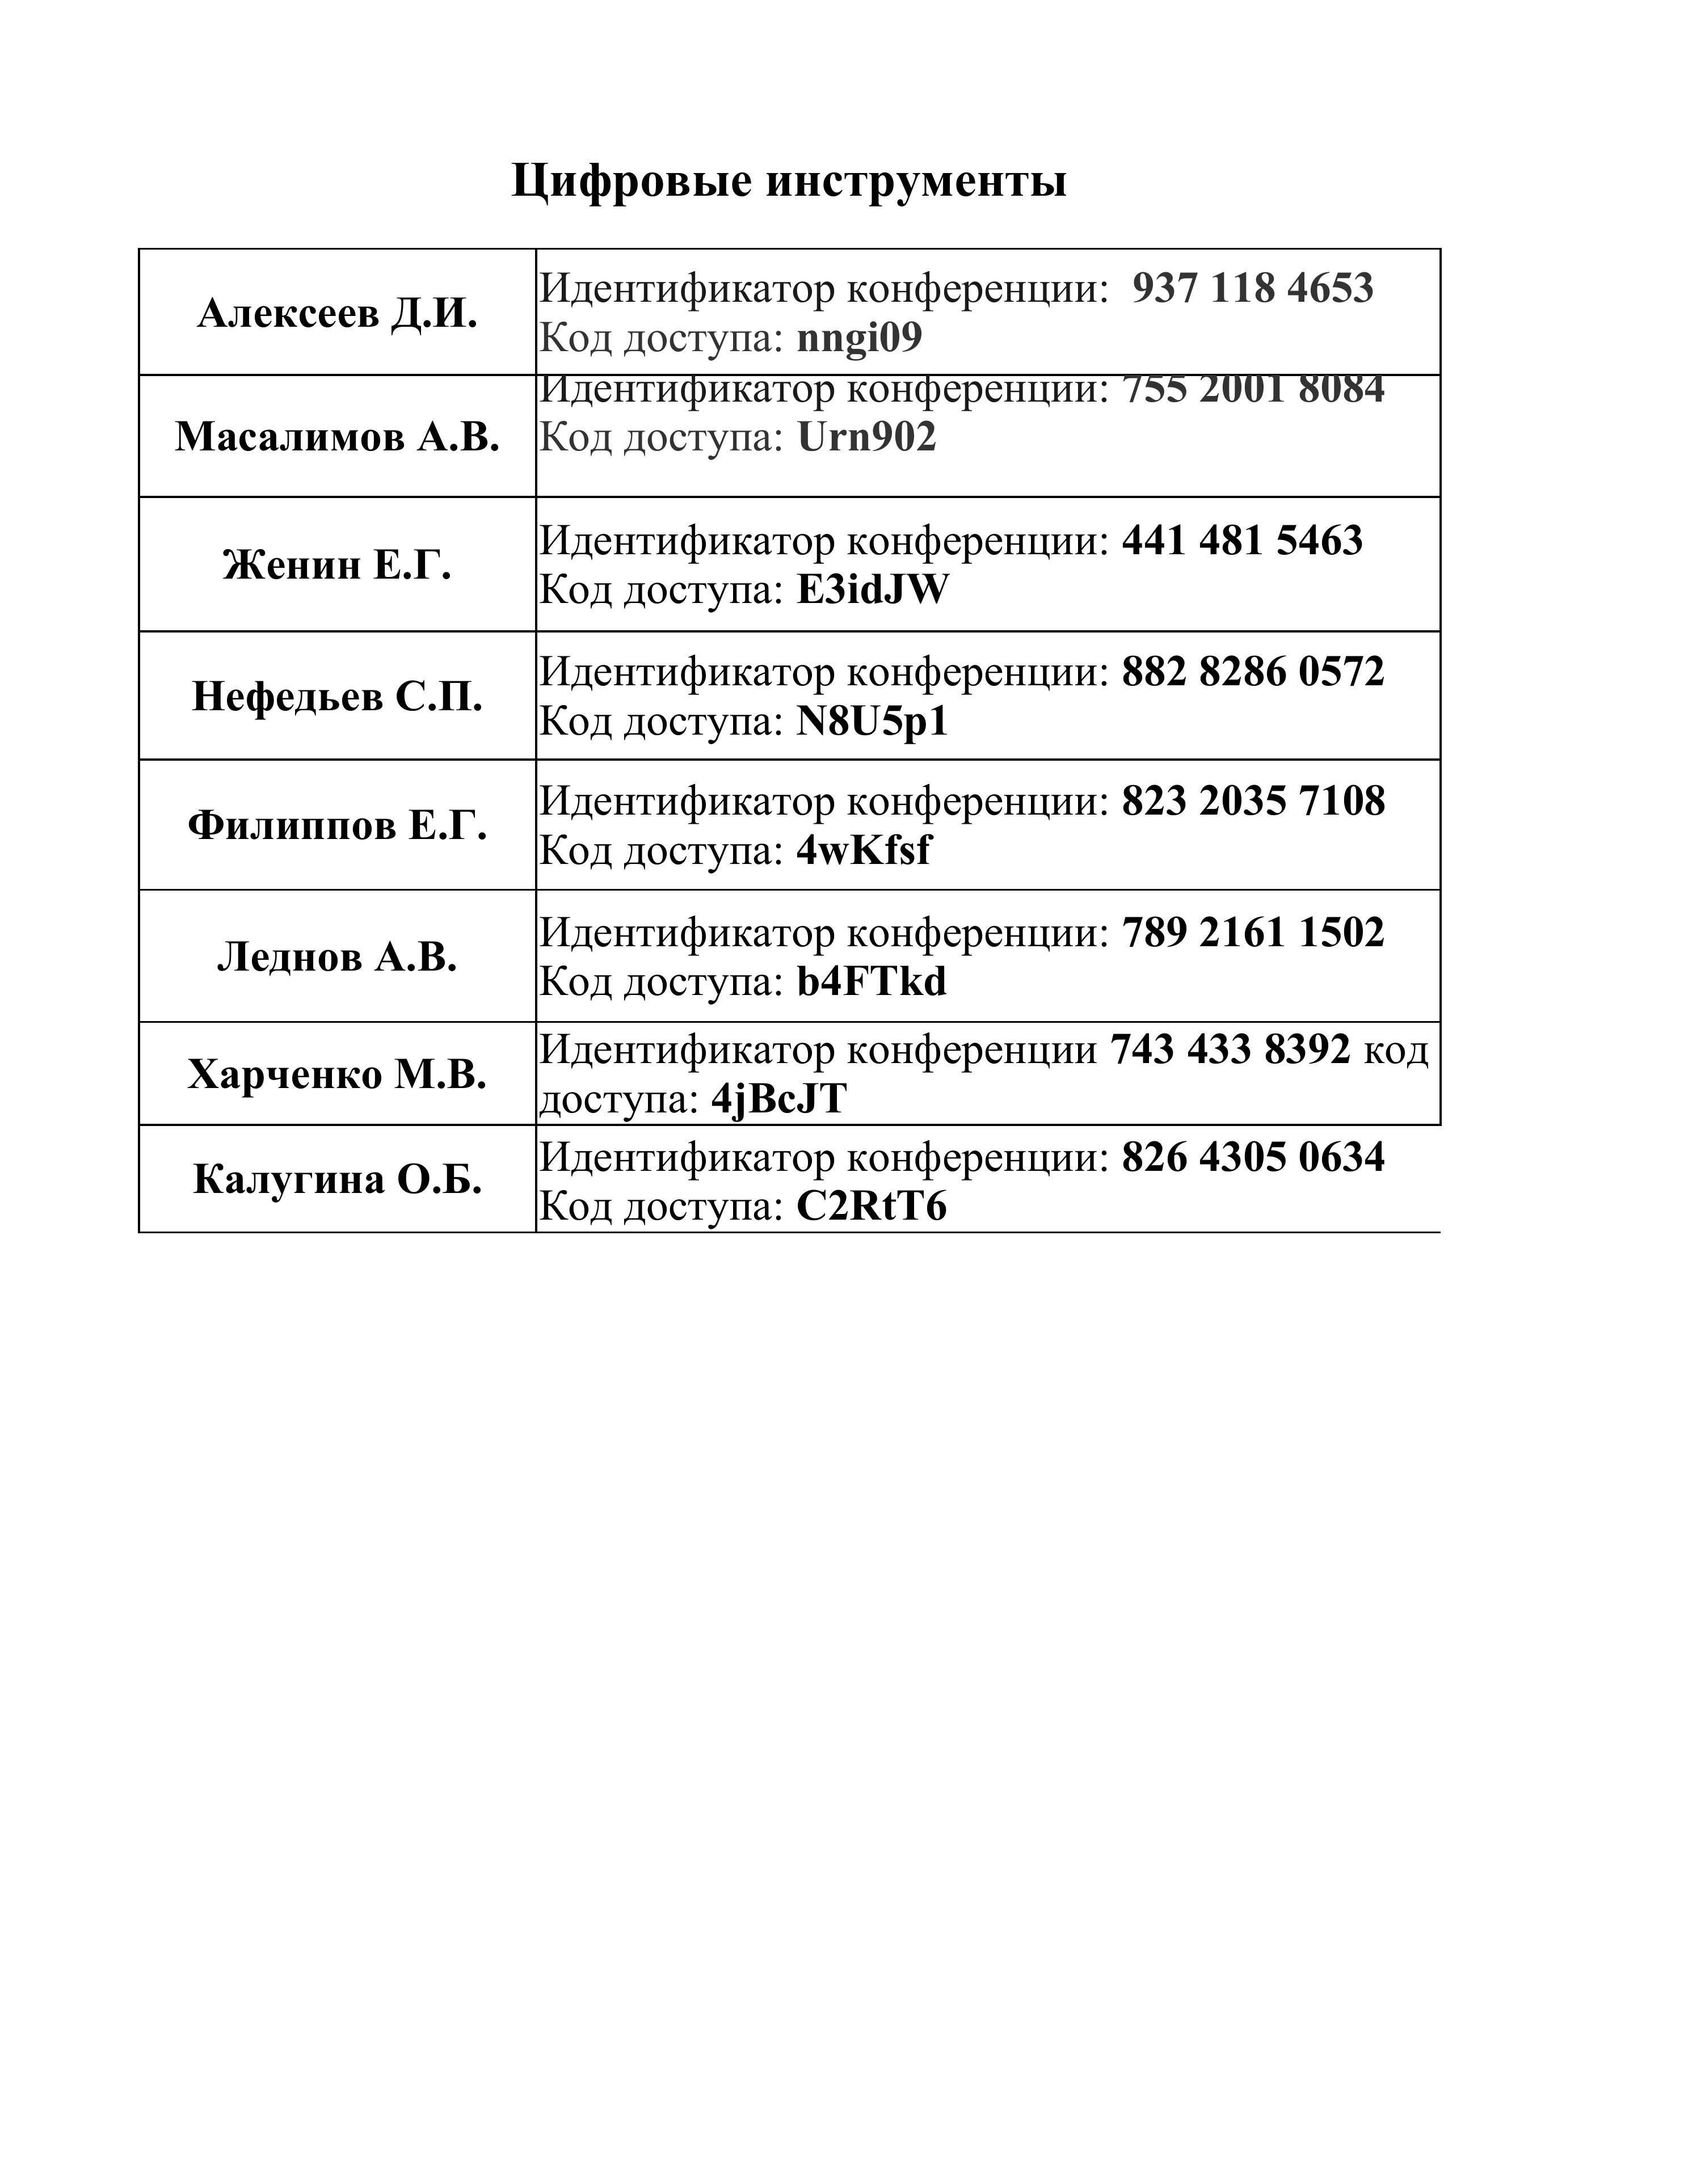 Цифровые инструменты
Алексеев Д.И.
Идентификатор конференции: 937 118 4653
Код доступа: nngi09
Масалимов А.В.
Идентификатор конференции: 755 2001 8084
Код доступа: Urn902
Женин Е.Г.
Идентификатор конференции: 441 481 5463
Код доступа: E3idJW
Нефедьев С.П.
Идентификатор конференции: 882 8286 0572
Код доступа: N8U5p1
Филиппов Е.Г.
Идентификатор конференции: 823 2035 7108
Код доступа: 4wKfsf
Леднов А.В.
Идентификатор конференции: 789 2161 1502
Код доступа: b4FTkd
Харченко М.В.
Идентификатор конференции 743 433 8392 код
доступа: 4jBcJT
Калугина О.Б.
Идентификатор конференции: 826 4305 0634
Код доступа: C2RtT6